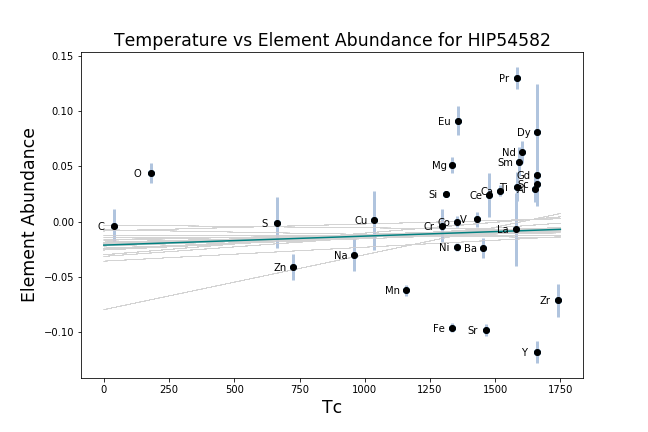 Temperature vs Element Abundance for HIP54582
0.15
Pr
0.10
Eu
Dy
Nd
Sm
0.05
O
Mg
Gd
Sc
Al
Ti
Ca
Ce
Si
0.00
C
S
Cu
Cr
Co
V
La
Ni
Ba
Zn
Na
−0.05
Mn
Zr
−0.10
Fe
Sr
Y
0
250
500
750
1000
1250
1500
1750
Tc
Element Abundance